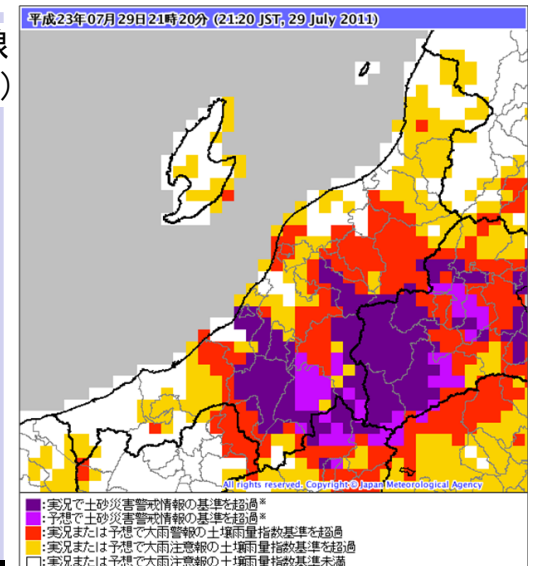 平成23年07月29日21時20分 (21:20 JST, 29 July 2011)
線
)
All rights reserved. Copyright © Japan Meteorological Agency
:実況で土砂災害警戒情報の基準を超過※
:予想で土砂災害警戒情報の基準を超過※
:実況または予想で大雨警報の土壌雨量指数基準を超過
:実況または予想で大雨注意報の土壌雨量指数基準を超過
:実況または予想で大雨注意報の土壌雨量指数基準未満